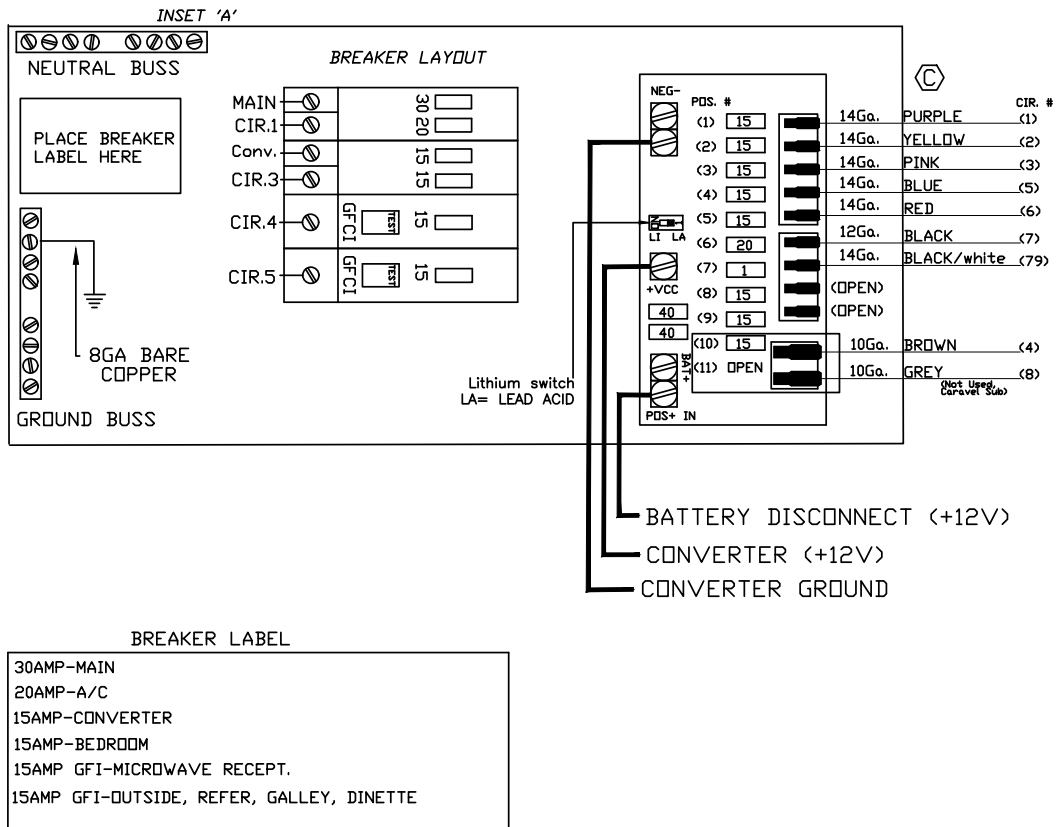 INSET 'A'
NEUTRAL BUSS
PLACE BREAKER
LABEL HERE
8GA BARE
COPPER
GROUND BUSS
BREAKER LAYOUT
MAIN 30
CIR.1 20
Conv. 15
CIR.3 15
CIR.4 GFCI TEST 15
CIR.5 GFCI TEST 15
Lithium switch
LA= LEAD ACID
NEG-
ON
LI LA
+VCC
40
40
BAT+
POS+ IN
POS. #
(1) 15
(2) 15
(3) 15
(4) 15
(5) 15
(6) 20
(7) 1
(8) 15
(9) 15
(10) 15
(11) OPEN
C
CIR. #
14Ga. PURPLE (1)
14Ga. YELLOW (2)
14Ga. PINK (3)
14Ga. BLUE (5)
14Ga. RED (6)
12Ga. BLACK (7)
14Ga. BLACK/white (79)
(OPEN)
(OPEN)
10Ga. BROWN (4)
10Ga. GREY (8)
(Not Used,
Caravel Sub)
BATTERY DISCONNECT (+12V)
CONVERTER (+12V)
CONVERTER GROUND
BREAKER LABEL
30AMP-MAIN
20AMP-A/C
15AMP-CONVERTER
15AMP-BEDROOM
15AMP GFI-MICROWAVE RECEPT.
15AMP GFI-OUTSIDE, REFER, GALLEY, DINETTE